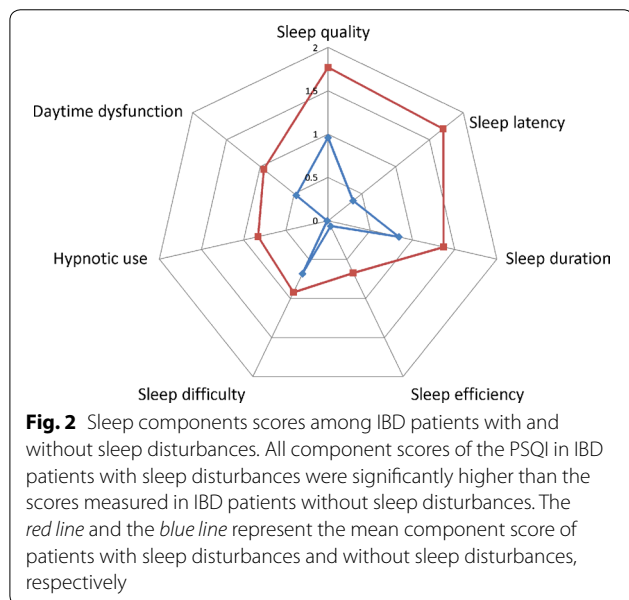 Sleep quality
2
Daytime dysfunction
1.5
Sleep latency
1
0.5
0
Hypnotic use
Sleep duration
Sleep difficulty
Sleep efficiency
Fig. 2 Sleep components scores among IBD patients with and
without sleep disturbances. All component scores of the PSQI in IBD
patients with sleep disturbances were significantly higher than the
scores measured in IBD patients without sleep disturbances. The
red line and the blue line represent the mean component score of
patients with sleep disturbances and without sleep disturbances,
respectively